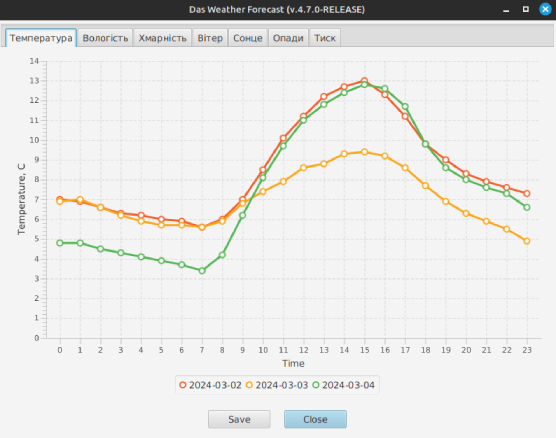 Das Weather Forecast (v.4.7.0-RELEASE)
Температура Вологість Хмарність Вітер Сонце Опади Тиск
14
13
12
11
10
9
8
7
6
5
4
3
2
1
0
Temperature, C
0 1 2 3 4 5 6 7 8 9 10 11 12 13 14 15 16 17 18 19 20 21 22 23
Time
2024-03-02 2024-03-03 2024-03-04
Save Close